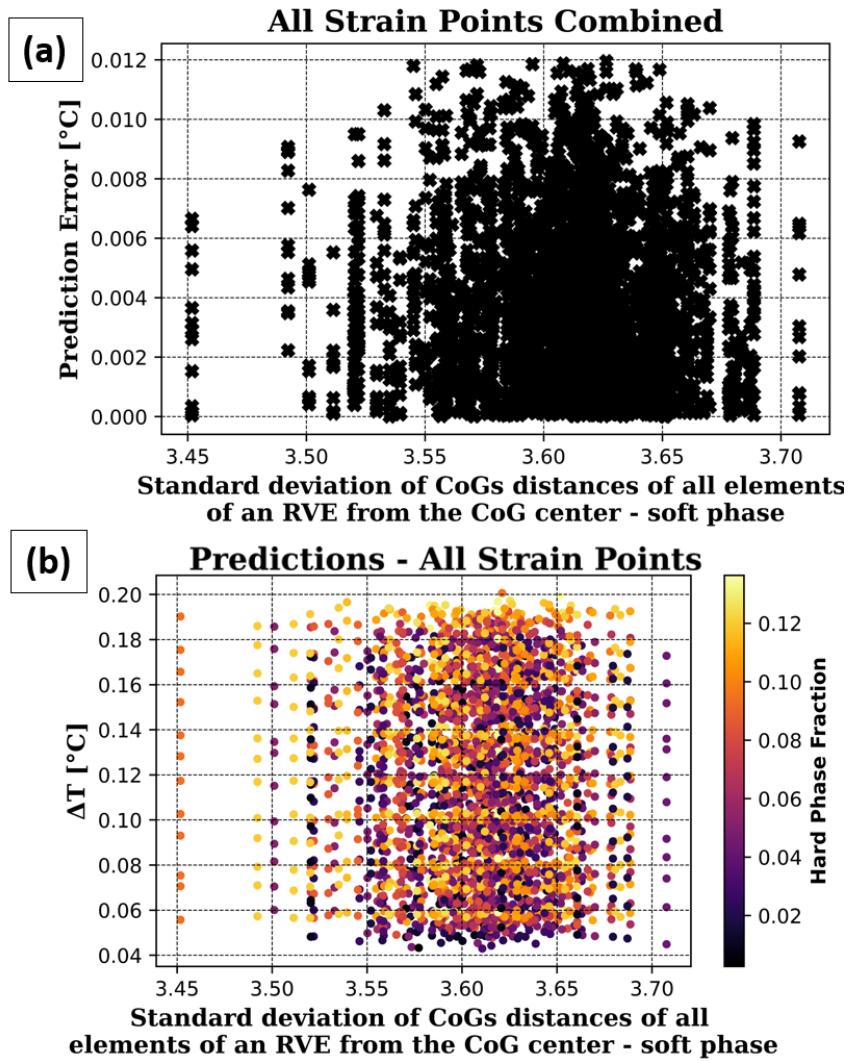 (a)
All Strain Points Combined
Prediction Error [°C]
0.012
0.010
0.008
0.006
0.004
0.002
0.000
3.45 3.50 3.55 3.60 3.65 3.70
Standard deviation of CoGs distances of all elements
of an RVE from the CoG center - soft phase
(b)
Predictions - All Strain Points
ΔT [°C]
0.20
0.18
0.16
0.14
0.12
0.10
0.08
0.06
0.04
3.45 3.50 3.55 3.60 3.65 3.70
Standard deviation of CoGs distances of all
elements of an RVE from the CoG center - soft phase
0.12
0.10
0.08
0.06
0.04
0.02
Hard Phase Fraction